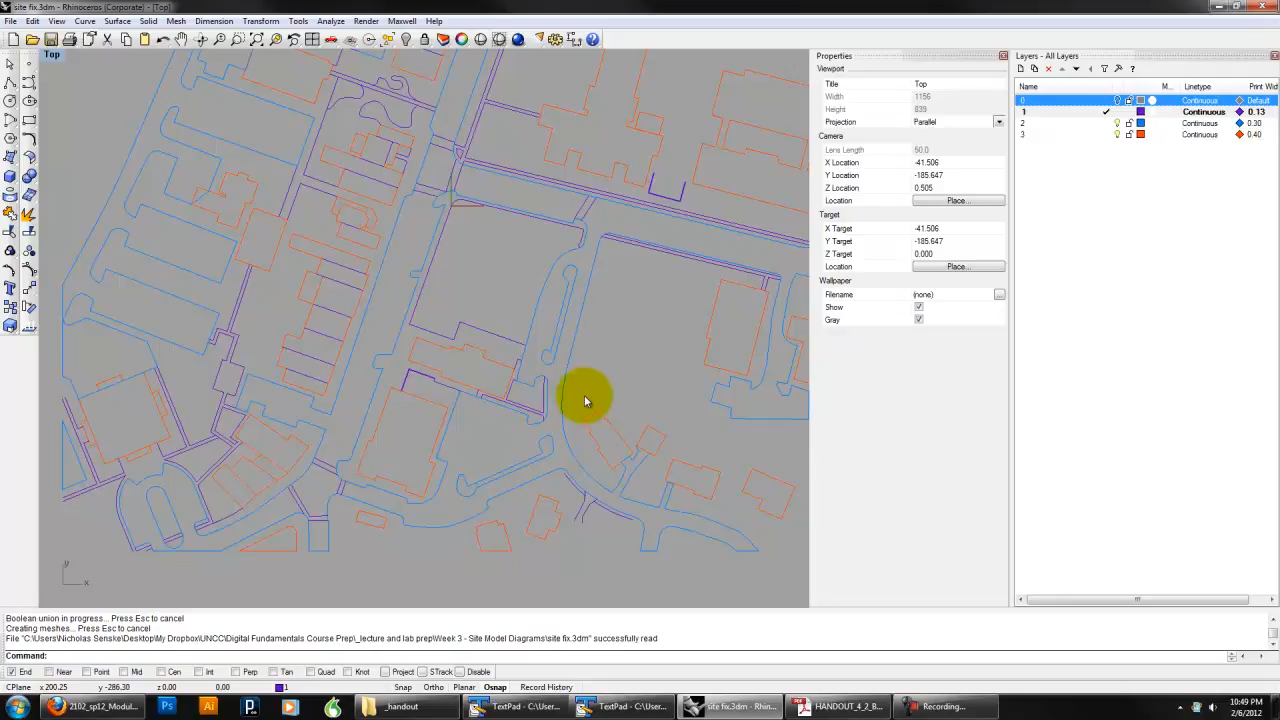 site fix.3dm - Rhinoceros (Corporate) - [Top]
File Edit View Curve Surface Solid Mesh Dimension Transform Tools Analyze Render Maxwell Help
Top
Properties
Viewport
Title Top
Width 1156
Height 839
Projection Parallel
Camera
Lens Length 50.0
X Location -41.506
Y Location -185.647
Z Location 0.505
Location Place...
Target
X Target -41.506
Y Target -185.647
Z Target 0.000
Location Place...
Wallpaper
Filename (none) ...
Show
Gray
Layers - All Layers
Name M... Linetype Print Wid
0 Continuous Default
1 Continuous 0.13
2 Continuous 0.30
3 Continuous 0.40
y
x
Boolean union in progress... Press Esc to cancel
Creating meshes... Press Esc to cancel
File "C:\Users\Nicholas Senske\Desktop\My Dropbox\UNCC\Digital Fundamentals Course Prep\_lecture and lab prep\Week 3 - Site Model Diagrams\site fix.3dm" successfully read
Command:
End Near Point Mid Cen Int Perp Tan Quad Knot Project STrack Disable
CPlane x 200.25 y -286.30 z 0.00 0.00 1 Snap Ortho Planar Osnap Record History
2102_sp12_Modul... Ps Ai p _handout TextPad - C:\User... TextPad - C:\Use... site fix.3dm - Rhin... HANDOUT_4_2_B... Recording...
10:49 PM
2/6/2012